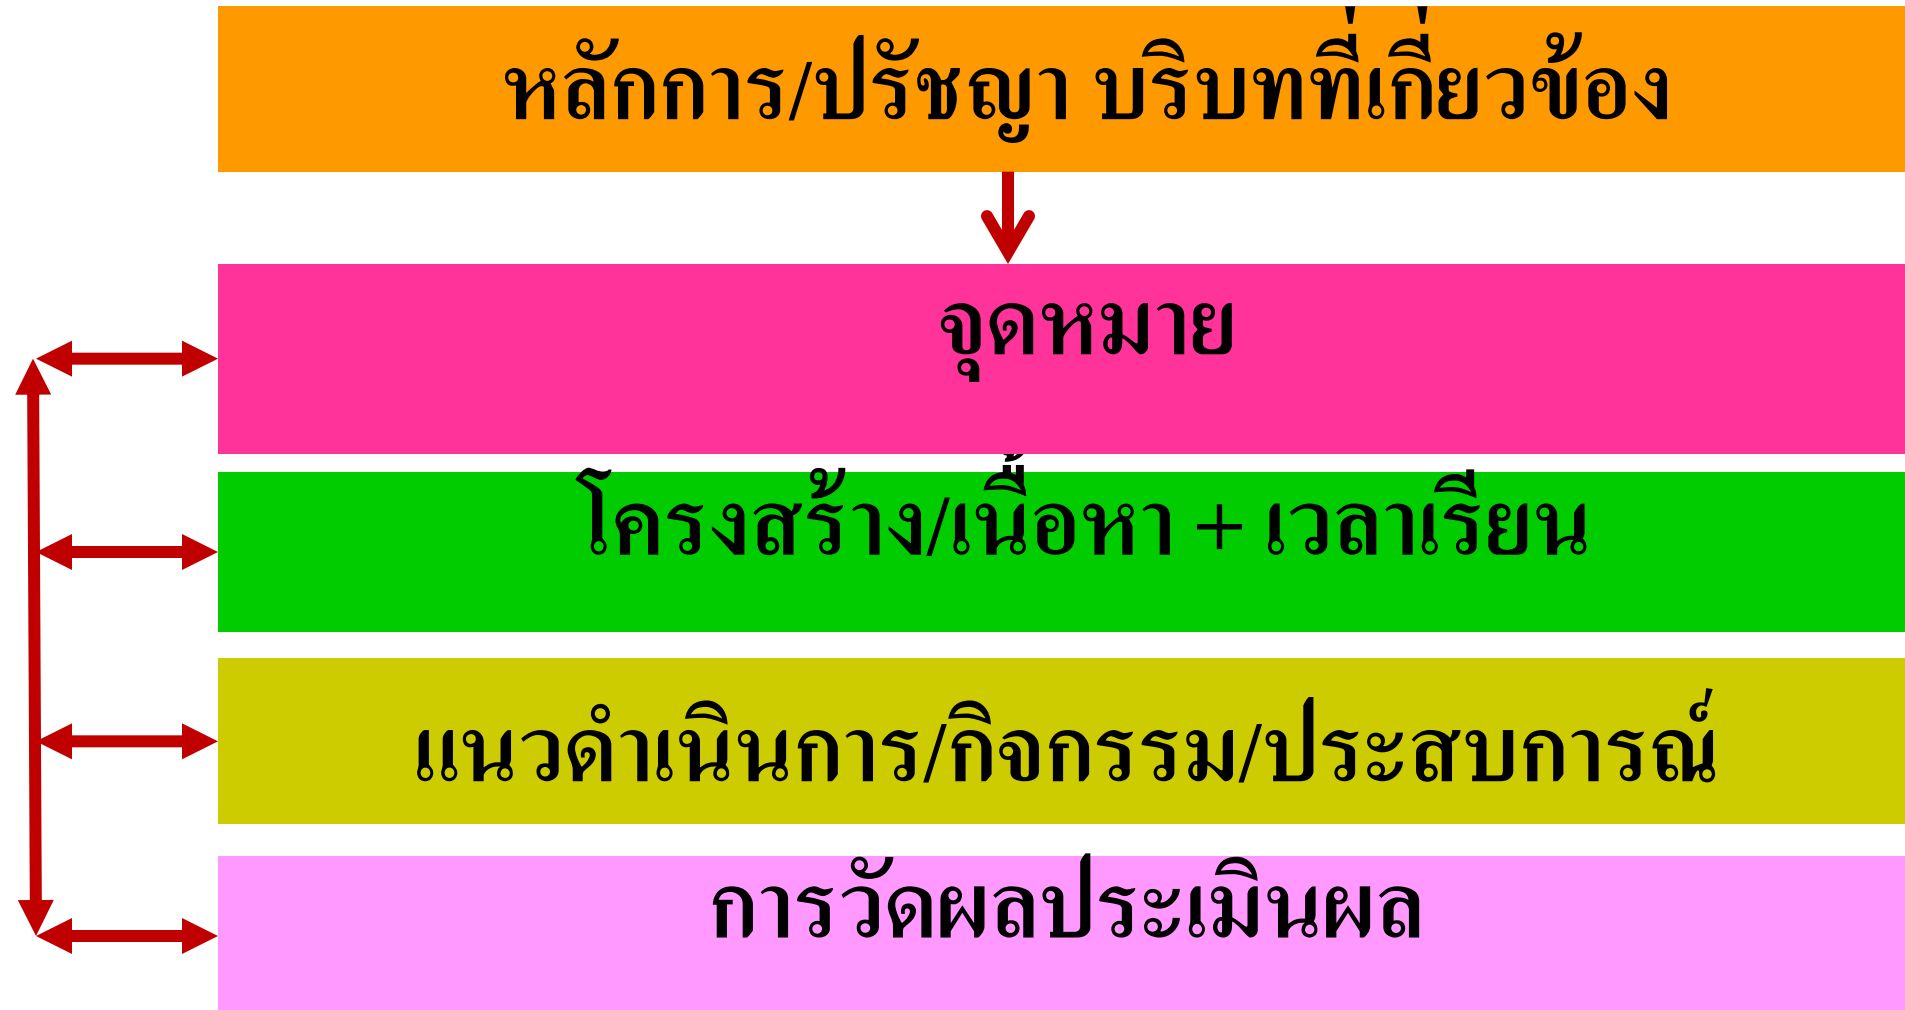 หลักการ/ปรัชญา บริบทที่เกี่ยวข้อง
จุดหมาย
โครงสร้าง/เนื้อหา + เวลาเรียน
แนวดำเนินการ/กิจกรรม/ประสบการณ์
การวัดผลประเมินผล